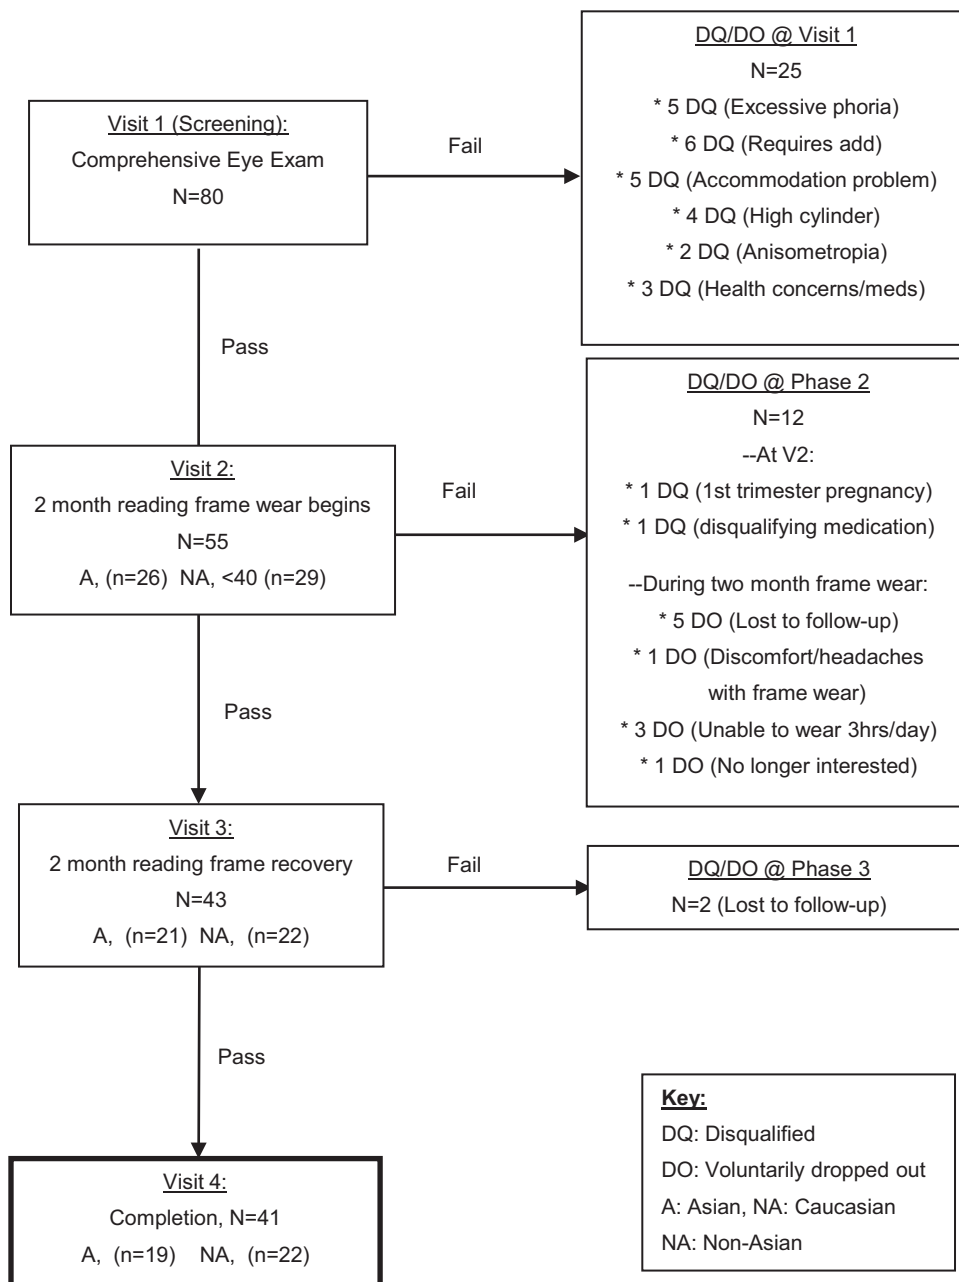 Visit 1 (Screening):
Comprehensive Eye Exam
N=80
Fail
DQ/DO @ Visit 1
N=25
* 5 DQ (Excessive phoria)
* 6 DQ (Requires add)
* 5 DQ (Accommodation problem)
* 4 DQ (High cylinder)
* 2 DQ (Anisometropia)
* 3 DQ (Health concerns/meds)
Pass
Visit 2:
2 month reading frame wear begins
N=55
A, (n=26) NA, <40 (n=29)
Fail
DQ/DO @ Phase 2
N=12
--At V2:
* 1 DQ (1st trimester pregnancy)
* 1 DQ (disqualifying medication)
--During two month frame wear:
* 5 DO (Lost to follow-up)
* 1 DO (Discomfort/headaches
with frame wear)
* 3 DO (Unable to wear 3hrs/day)
* 1 DO (No longer interested)
Pass
Visit 3:
2 month reading frame recovery
N=43
A, (n=21) NA, (n=22)
Fail
DQ/DO @ Phase 3
N=2 (Lost to follow-up)
Pass
Visit 4:
Completion, N=41
A, (n=19) NA, (n=22)
Key:
DQ: Disqualified
DO: Voluntarily dropped out
A: Asian, NA: Caucasian
NA: Non-Asian